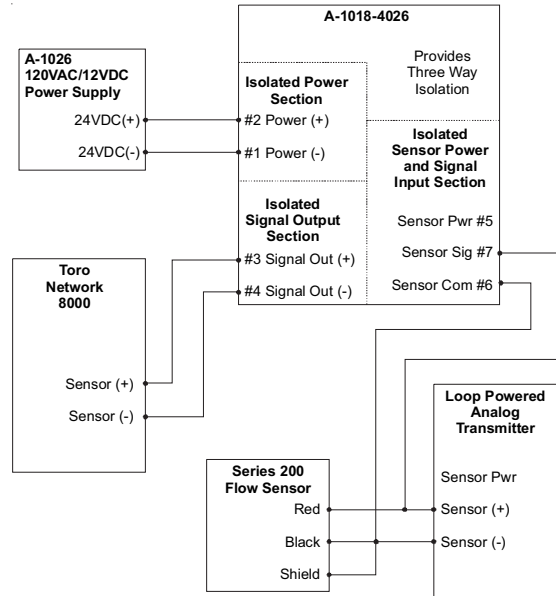 A-1018-4026
Provides
Three Way
Isolation
A-1026
120VAC/12VDC
Power Supply
24VDC(+)
24VDC(-)
Isolated Power
Section
#2 Power (+)
#1 Power (-)
Isolated
Sensor Power
and Signal
Input Section
Sensor Pwr #5
Sensor Sig #7
Sensor Com #6
Isolated
Signal Output
Section
#3 Signal Out (+)
#4 Signal Out (-)
Toro
Network
8000
Sensor (+)
Sensor (-)
Series 200
Flow Sensor
Red
Black
Shield
Loop Powered
Analog
Transmitter
Sensor Pwr
Sensor (+)
Sensor (-)